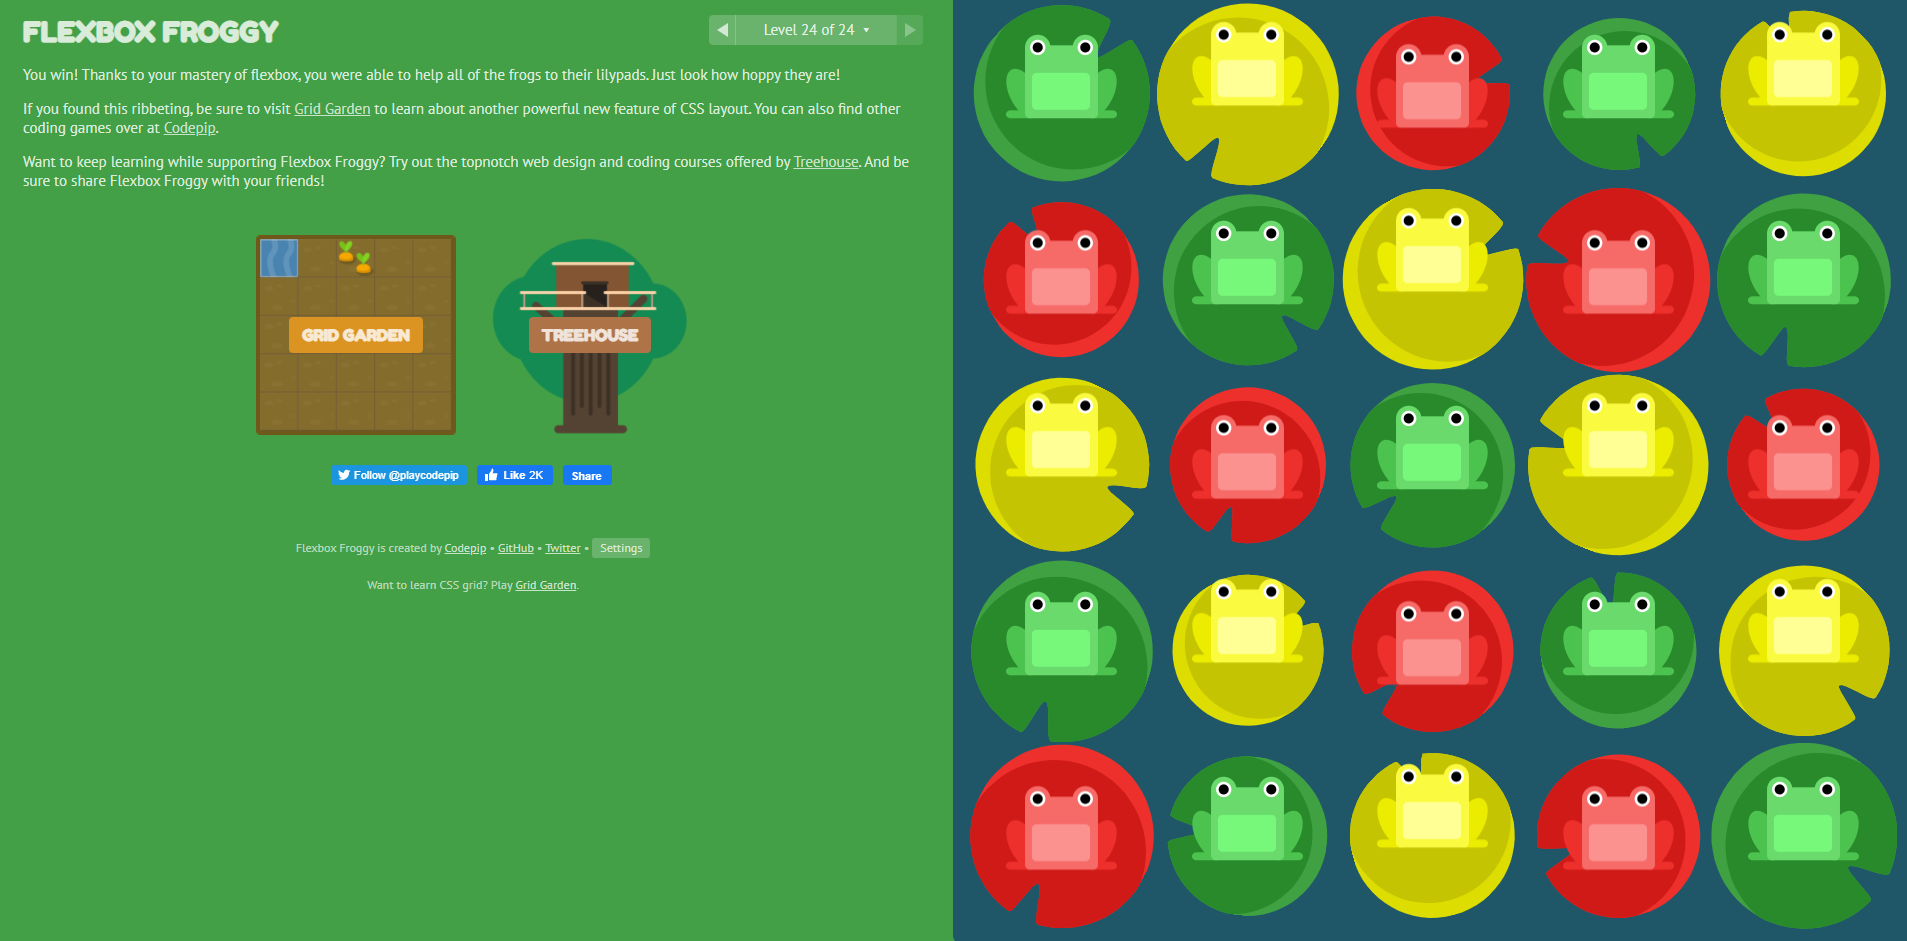 FLEXBOX FROGGY
Level 24 of 24
You win! Thanks to your mastery of flexbox, you were able to help all of the frogs to their lilypads. Just look how hoppy they are!
If you found this ribbeting, be sure to visit Grid Garden to learn about another powerful new feature of CSS layout. You can also find other
coding games over at Codepip.
Want to keep learning while supporting Flexbox Froggy? Try out the topnotch web design and coding courses offered by Treehouse. And be
sure to share Flexbox Froggy with your friends!
GRID GARDEN
TREEHOUSE
Follow @playcodepip
Like 2K
Share
Flexbox Froggy is created by Codepip • GitHub • Twitter • Settings
Want to learn CSS grid? Play Grid Garden.